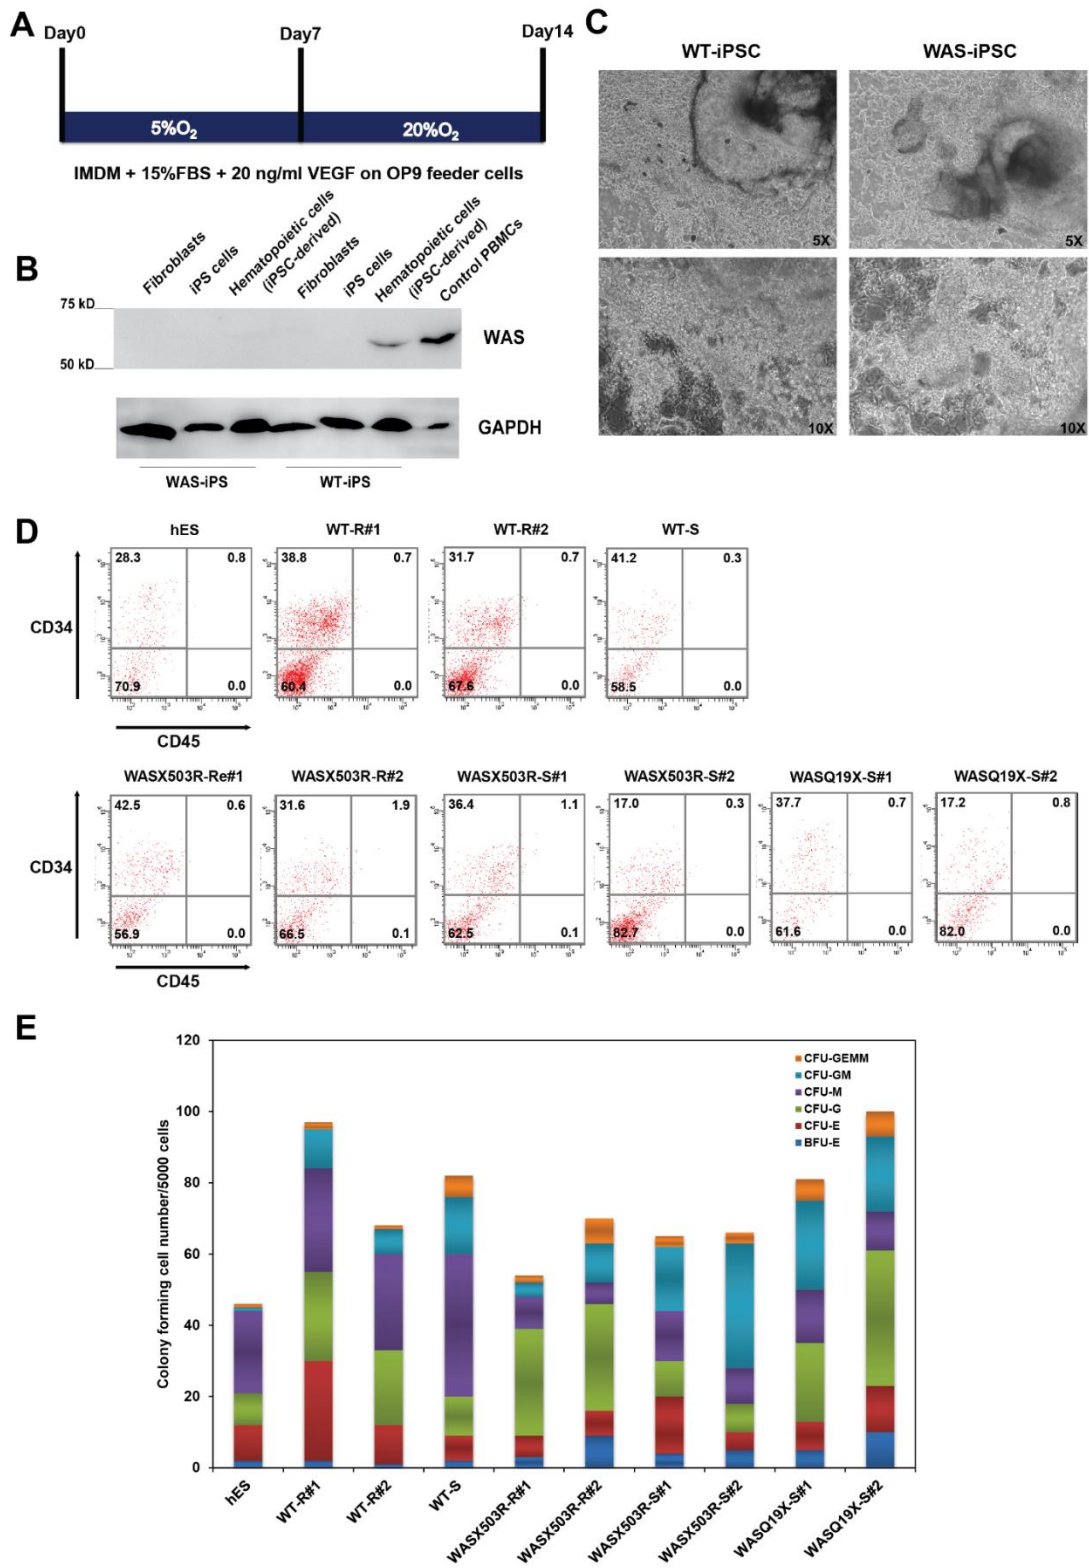 A
Day0
Day7
Day14
5%O₂
20%O₂
IMDM + 15%FBS + 20 ng/ml VEGF on OP9 feeder cells
B
Fibroblasts
iPS cells
Hematopoietic cells
(iPSC-derived)
Fibroblasts
iPS cells
Hematopoietic cells
(iPSC-derived)
Control PBMCs
75 kD
50 kD
WAS
GAPDH
WAS-iPS
WT-iPS
C
WT-iPSC
WAS-iPSC
5X
5X
10X
10X
D
hES
WT-R#1
WT-R#2
WT-S
28.3
0.8
38.8
0.7
31.7
0.7
41.2
0.3
CD34
70.9
0.0
60.4
0.0
67.6
0.0
58.5
0.0
CD45
WASX503R-Re#1
WASX503R-R#2
WASX503R-S#1
WASX503R-S#2
WASQ19X-S#1
WASQ19X-S#2
42.5
0.6
31.6
1.9
36.4
1.1
17.0
0.3
37.7
0.7
17.2
0.8
CD34
56.9
0.0
66.5
0.1
62.5
0.1
82.7
0.0
61.6
0.0
82.0
0.0
CD45
E
Colony forming cell number/5000 cells
120
100
80
60
40
20
0
CFU-GEMM
CFU-GM
CFU-M
CFU-G
CFU-E
BFU-E
hES
WT-R#1
WT-R#2
WT-S
WASX503R-R#1
WASX503R-R#2
WASX503R-S#1
WASX503R-S#2
WASQ19X-S#1
WASQ19X-S#2